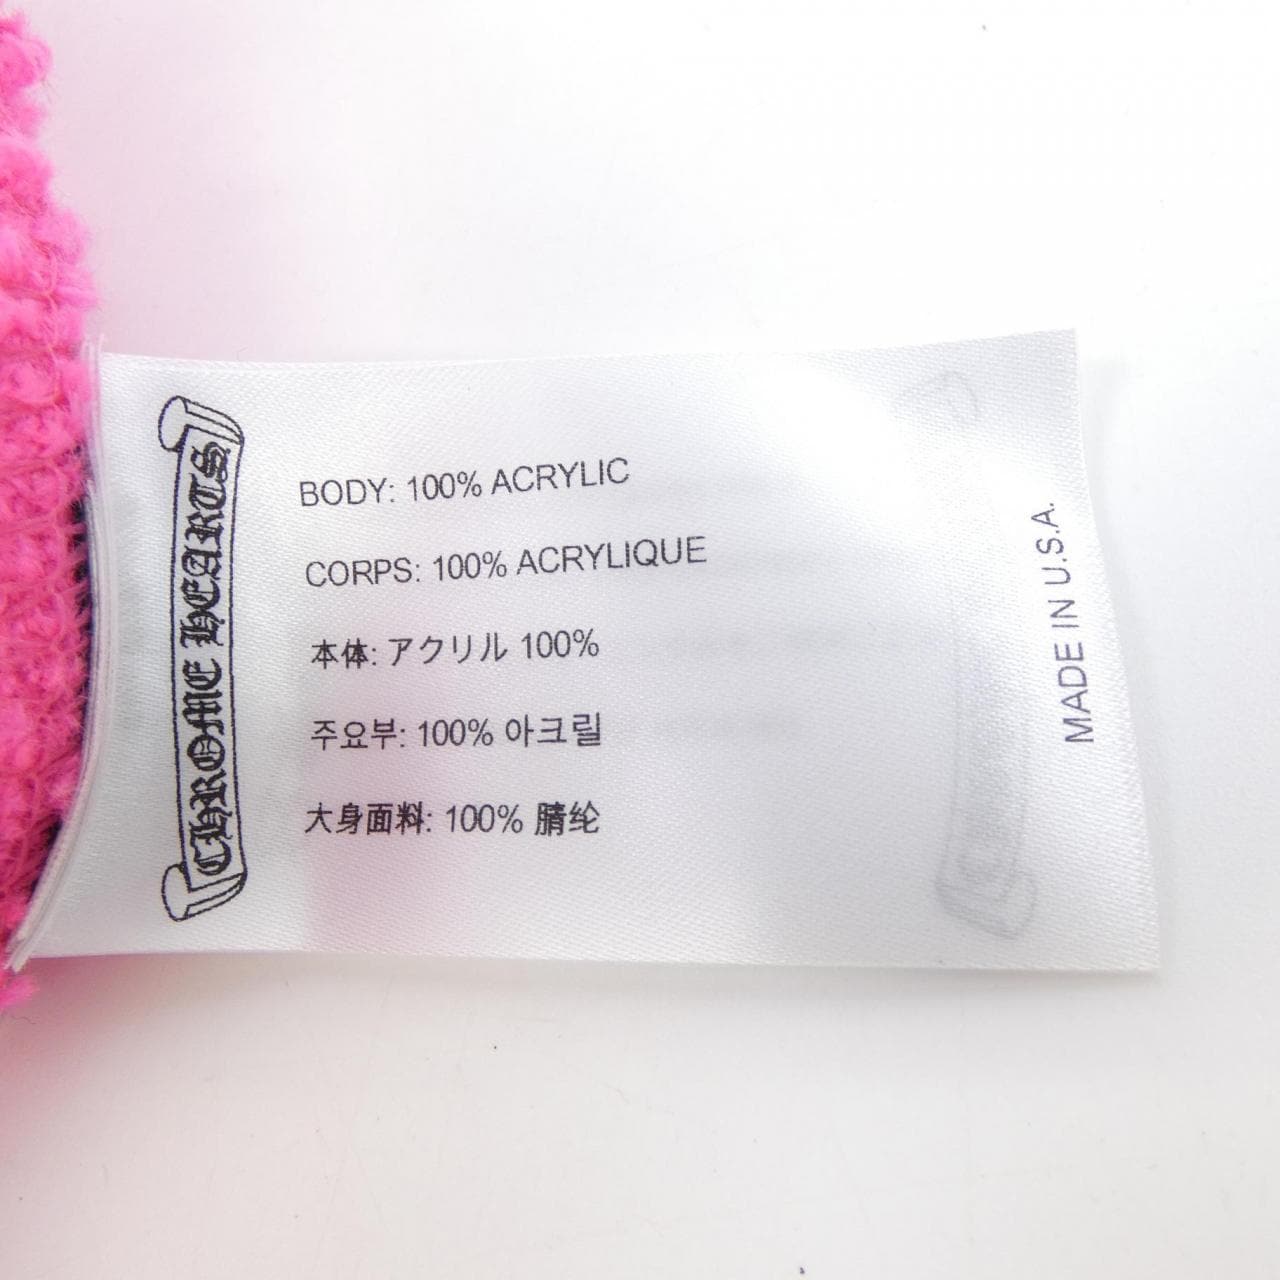 CHROME HEARTS
BODY: 100% ACRYLIC
CORPS: 100% ACRYLIQUE
本体: アクリル 100%
주요부: 100% 아크릴
大身面料: 100% 腈纶
MADE IN U.S.A.